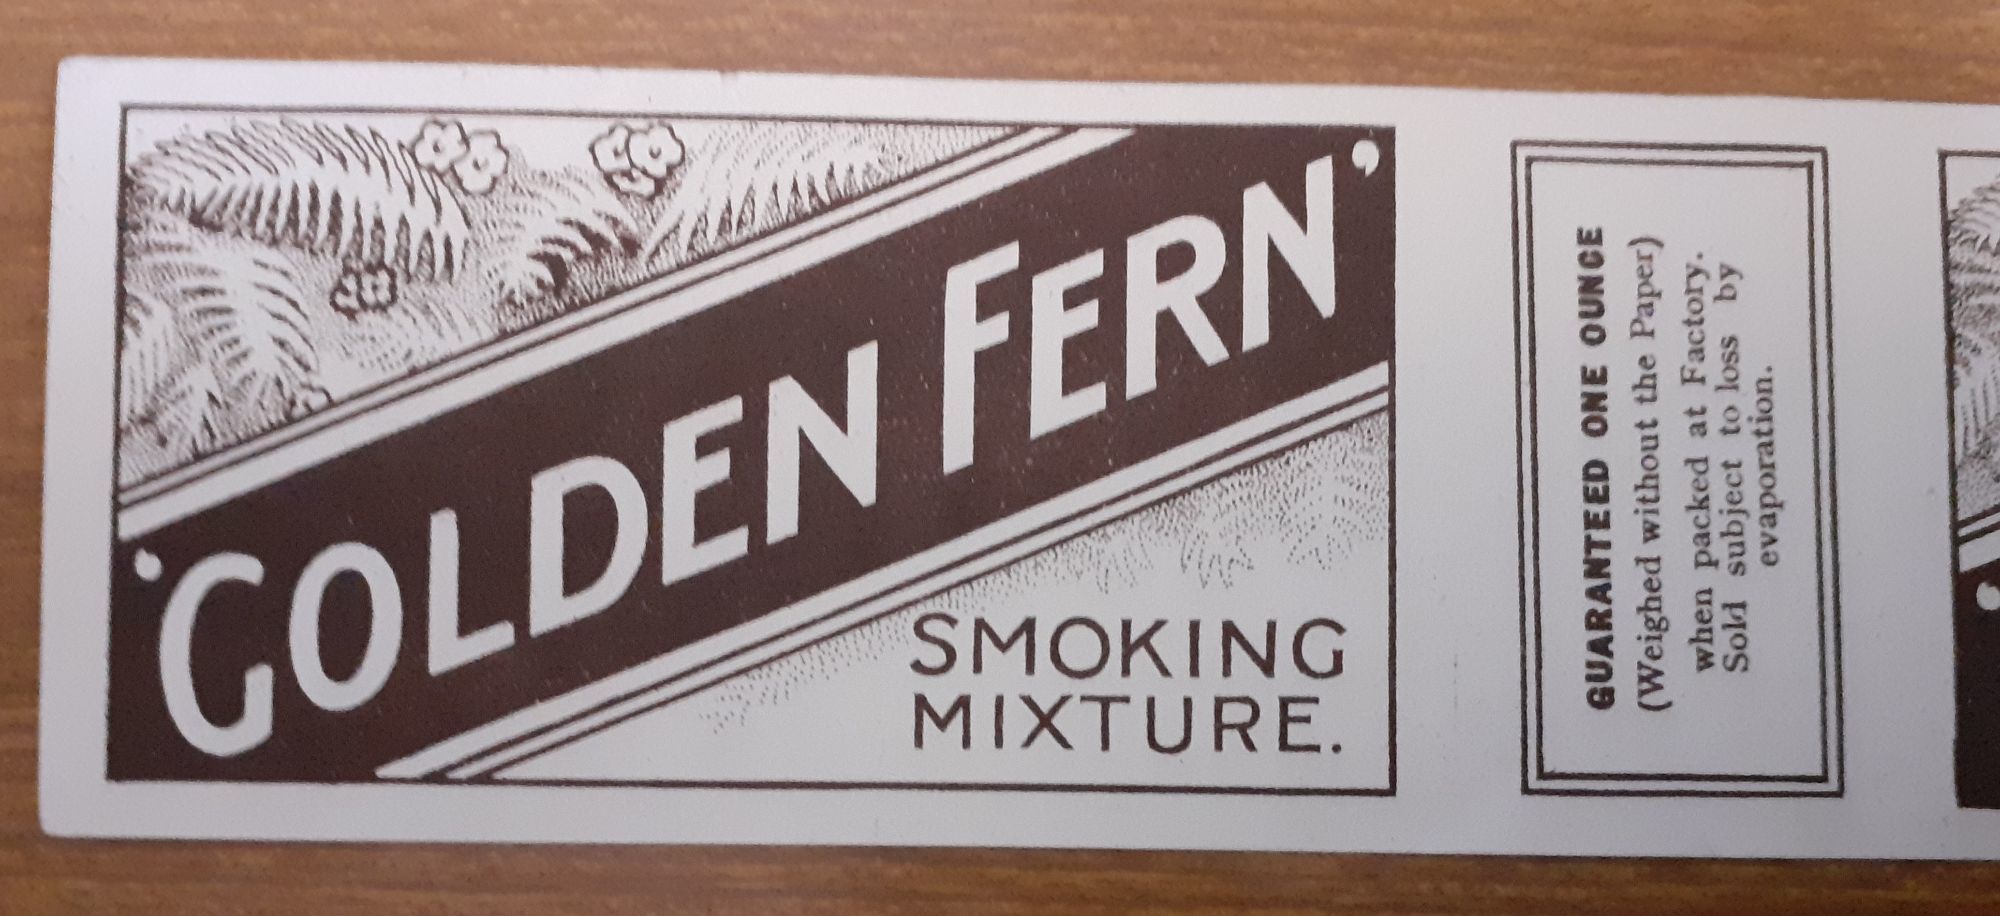 'GOLDEN FERN'
SMOKING
MIXTURE.
GUARANTEED ONE OUNCE
(Weighed without the Paper)
when packed at Factory.
Sold subject to loss by
evaporation.